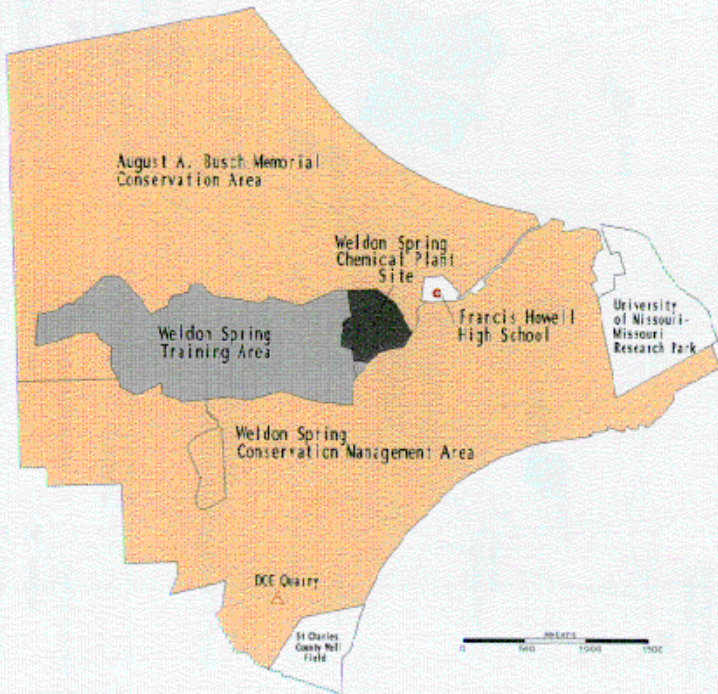 August A. Busch Memorial
Conservation Area
Weldon Spring
Chemical Plant
Site
Weldon Spring
Training Area
Francis Howell
High School
University
of Missouri-
Missouri
Research Park
Weldon Spring
Conservation Management Area
DOE Quarry
St Charles
County Well
Field
METERS
0 500 1000 1500